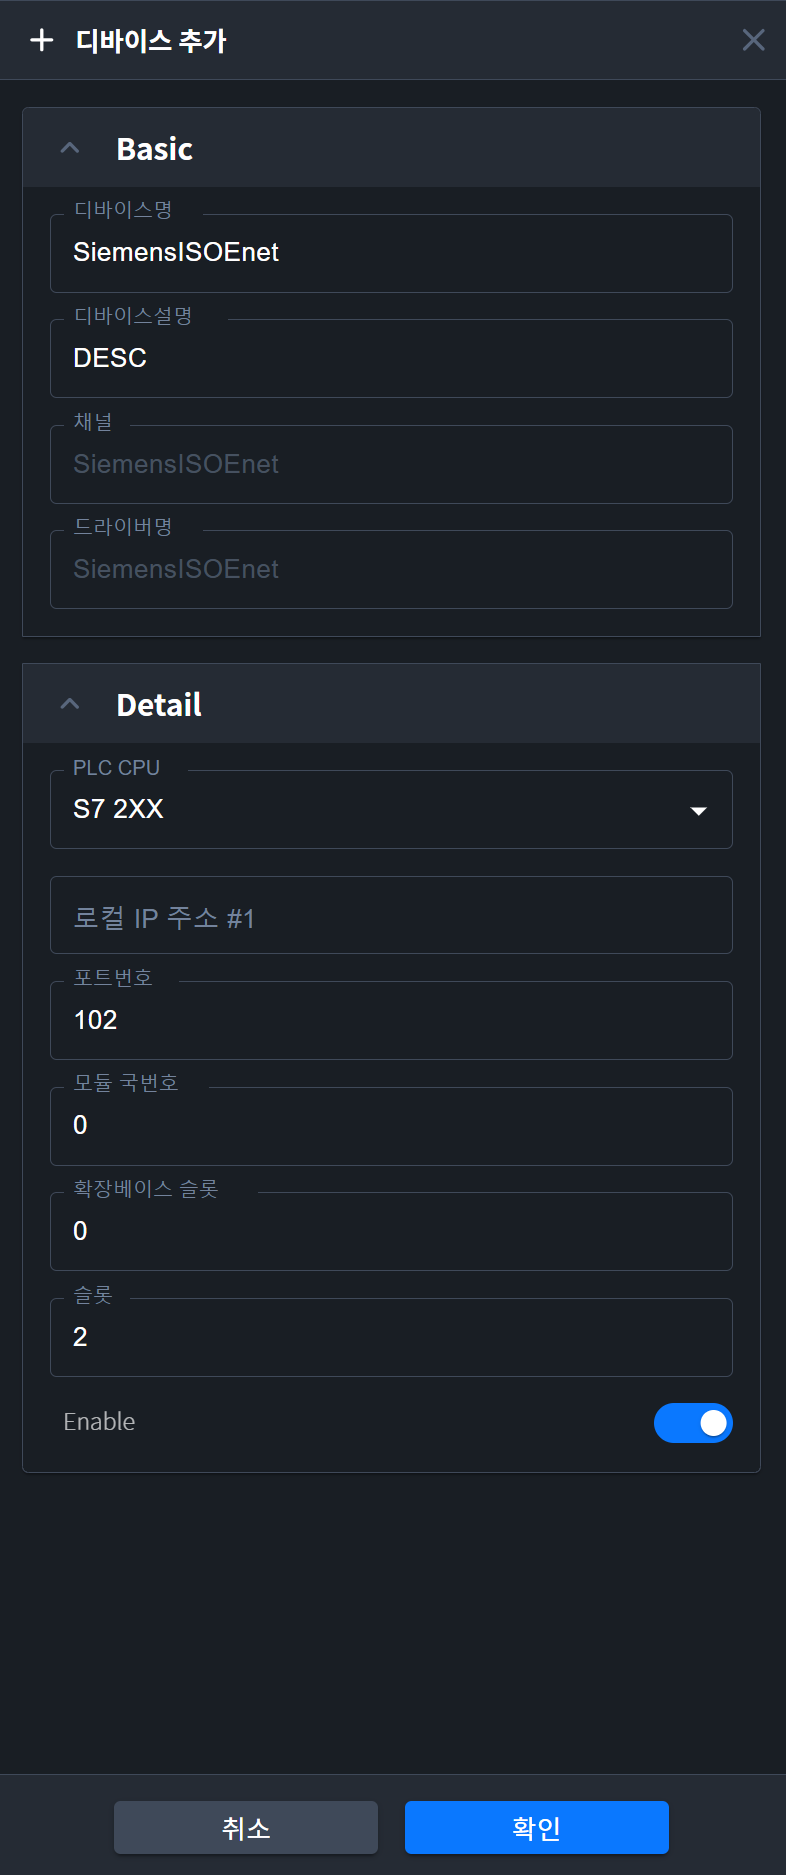 디바이스 추가
Basic
디바이스명
SiemensISOEnet
디바이스설명
DESC
채널
SiemensISOEnet
드라이버명
SiemensISOEnet
Detail
PLC CPU
S7 2XX
로컬 IP 주소 #1
포트번호
102
모듈 국번호
0
확장베이스 슬롯
0
슬롯
2
Enable
취소
확인